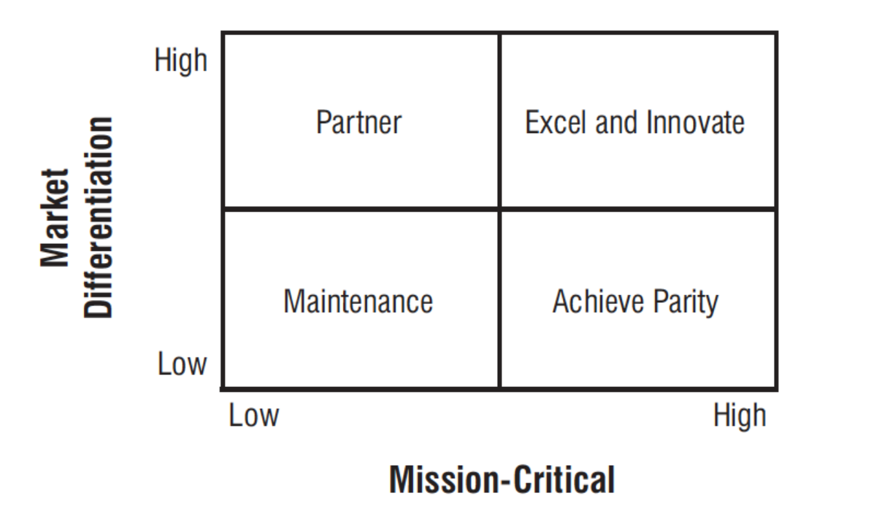 High
Partner
Excel and Innovate
Market
Differentiation
Maintenance
Achieve Parity
Low
Low
High
Mission-Critical